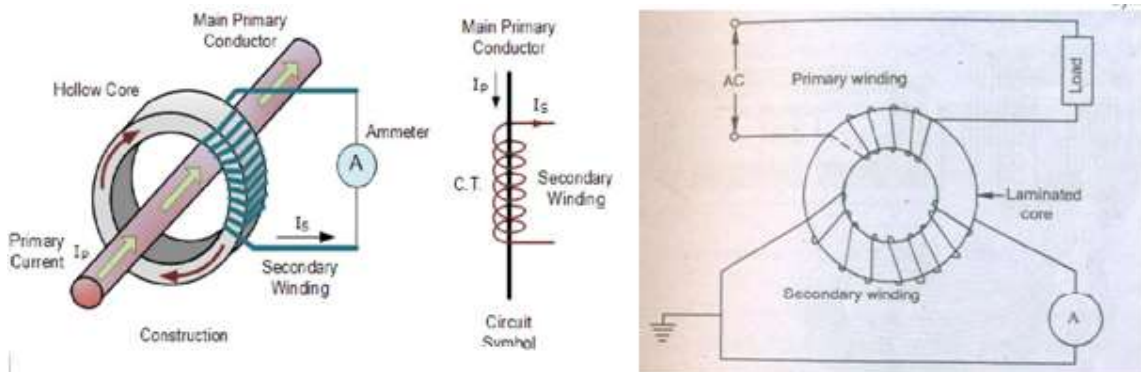 Main Primary
Conductor
Hollow Core
Ammeter
A
Primary
Current
Ip
Is
Secondary
Winding
Construction
Main Primary
Conductor
Ip
Is
C.T.
Secondary
Winding
Circuit
Symbol
AC
Primary winding
Load
Laminated
core
Secondary winding
A